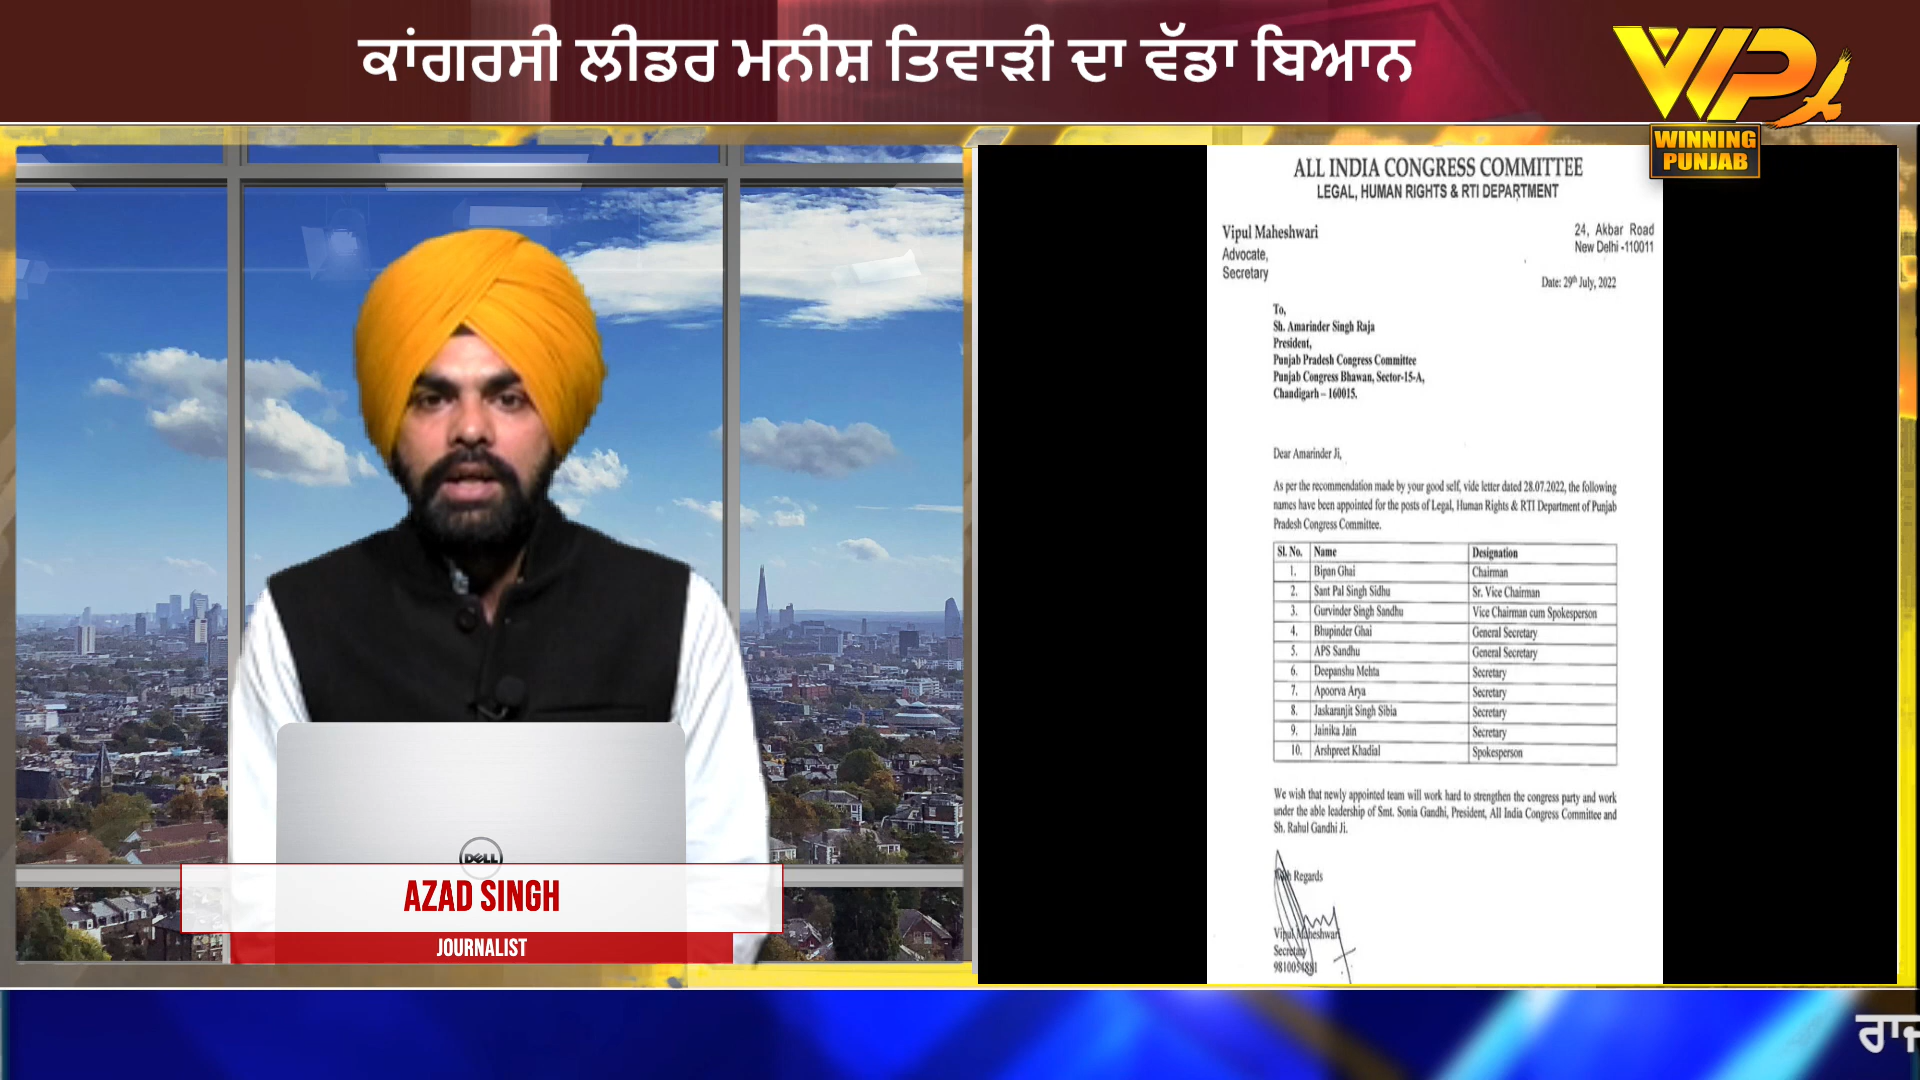 ਕਾਂਗਰਸੀ ਲੀਡਰ ਮਨੀਸ਼ ਤਿਵਾੜੀ ਦਾ ਵੱਡਾ ਬਿਆਨ
VP
WINNING
PUNJAB
ALL INDIA CONGRESS COMMITTEE
LEGAL, HUMAN RIGHTS & RTI DEPARTMENT
Vipul Maheshwari
Advocate,
Secretary
24, Akbar Road
New Delhi -110011
Date: 29th July, 2022
To,
Sh. Amarinder Singh Raja
President,
Punjab Pradesh Congress Committee
Punjab Congress Bhawan, Sector-15-A,
Chandigarh – 160015.
Dear Amarinder Ji,
As per the recommendation made by your good self, vide letter dated 28.07.2022, the following
names have been appointed for the posts of Legal, Human Rights & RTI Department of Punjab
Pradesh Congress Committee.
Sl. No. Name Designation
1. Bipan Ghai Chairman
2. Sant Pal Singh Sidhu Sr. Vice Chairman
3. Gurvinder Singh Sandhu Vice Chairman cum Spokesperson
4. Bhupinder Ghai General Secretary
5. APS Sandhu General Secretary
6. Deepanshu Mehta Secretary
7. Apoorva Arya Secretary
8. Jaskaranjit Singh Sibia Secretary
9. Jainika Jain Secretary
10. Arshpreet Khadial Spokesperson
We wish that newly appointed team will work hard to strengthen the congress party and work
under the able leadership of Smt. Sonia Gandhi, President, All India Congress Committee and
Sh. Rahul Gandhi Ji.
Regards
Vipul Maheshwari
Secretary
DELL
AZAD SINGH
JOURNALIST